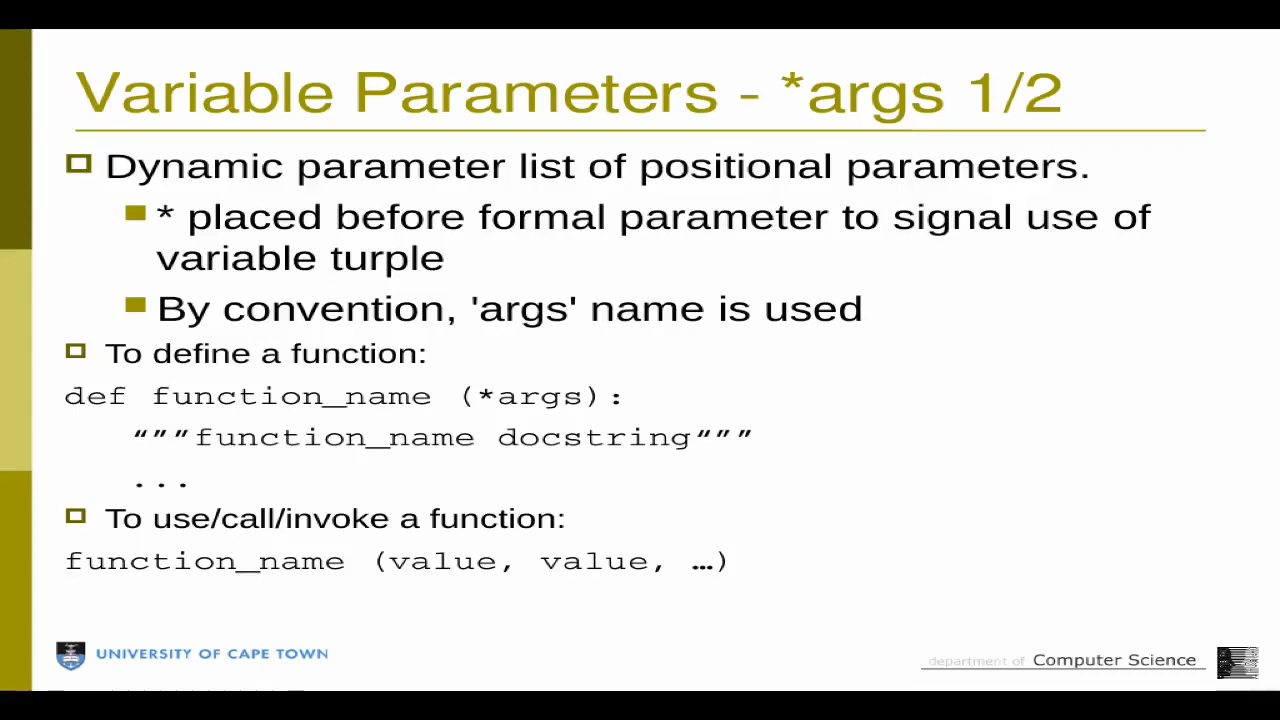 Variable Parameters - *args 1/2
Dynamic parameter list of positional parameters.
* placed before formal parameter to signal use of
variable turple
By convention, 'args' name is used
To define a function:
def function_name (*args):
“””function_name docstring“””
...
To use/call/invoke a function:
function_name (value, value, …)
UNIVERSITY OF CAPE TOWN
department of Computer Science